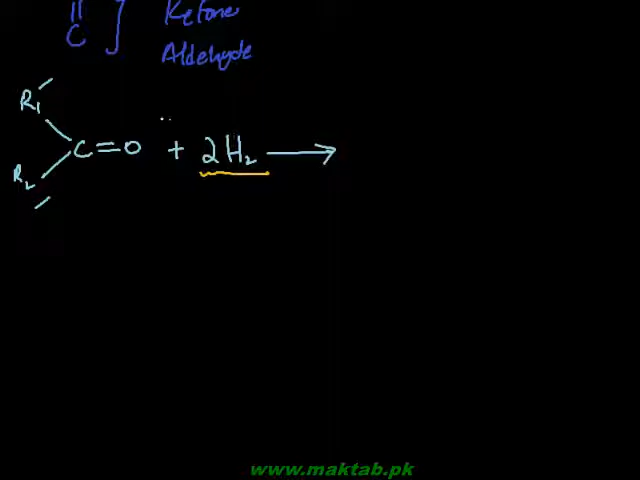 Ketone
C
Aldehyde
R1
C=O + 2H2 →
R2
www.maktab.pk